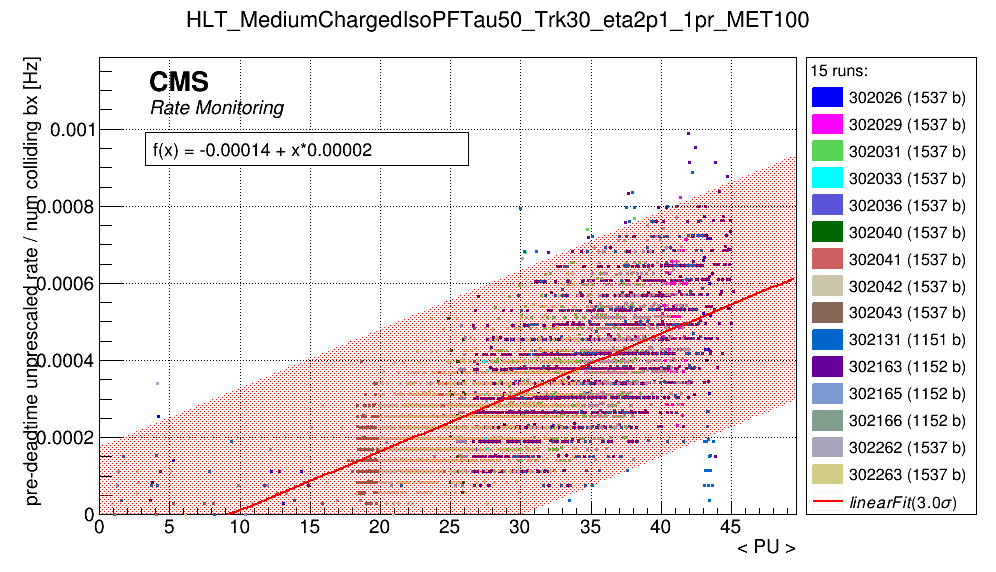 HLT_MediumChargedIsoPFTau50_Trk30_eta2p1_1pr_MET100
pre-deadtime unprescaled rate / num colliding bx [Hz]
CMS
Rate Monitoring
f(x) = -0.00014 + x*0.00002
0.001
0.0008
0.0006
0.0004
0.0002
0
0 5 10 15 20 25 30 35 40 45
< PU >
15 runs:
302026 (1537 b)
302029 (1537 b)
302031 (1537 b)
302033 (1537 b)
302036 (1537 b)
302040 (1537 b)
302041 (1537 b)
302042 (1537 b)
302043 (1537 b)
302131 (1151 b)
302163 (1152 b)
302165 (1152 b)
302166 (1152 b)
302262 (1537 b)
302263 (1537 b)
linearFit(3.0σ)